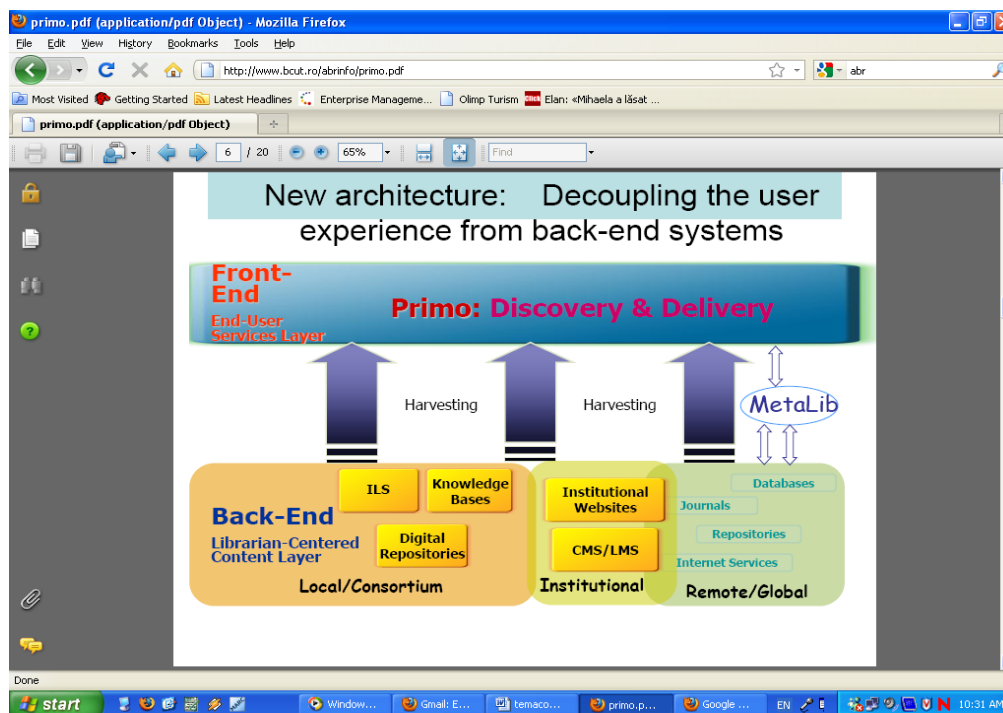 primo.pdf (application/pdf Object) - Mozilla Firefox
File Edit View History Bookmarks Tools Help
http://www.bcut.ro/abrinfo/primo.pdf
abr
Most Visited Getting Started Latest Headlines Enterprise Manageme... Olimp Turism Elan: «Mihaela a lăsat ...
primo.pdf (application/pdf Object)
6 / 20 65% Find
New architecture: Decoupling the user
experience from back-end systems
Front-
End
End-User
Services Layer
Primo: Discovery & Delivery
Harvesting
Harvesting
MetaLib
ILS
Knowledge
Bases
Digital
Repositories
Back-End
Librarian-Centered
Content Layer
Local/Consortium
Institutional
Websites
CMS/LMS
Institutional
Databases
Journals
Repositories
Internet Services
Remote/Global
Done
start Window... Gmail: E... temaco... primo.p... Google ... EN 10:31 AM